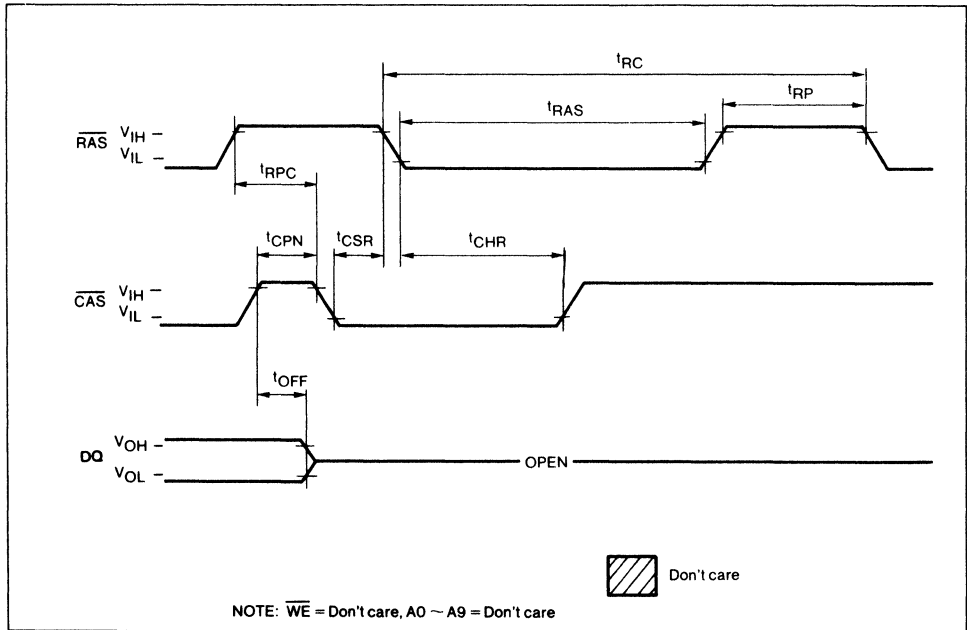 tRC
tRAS
tRP
RAS VIH
VIL
tRPC
tCPN tCSR tCHR
CAS VIH
VIL
tOFF
DQ VOH
VOL
OPEN
Don't care
NOTE: WE = Don't care, A0 ~ A9 = Don't care